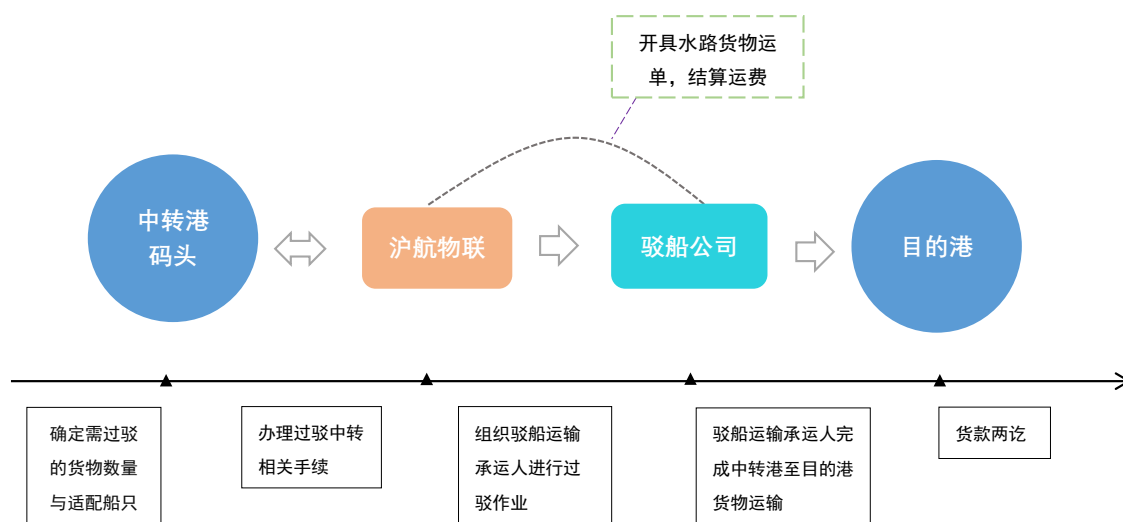 开具水路货物运
单，结算运费
中转港
码头
沪航物联
驳船公司
目的港
确定需过驳
的货物数量
与适配船只
办理过驳中转
相关手续
组织驳船运输
承运人进行过
驳作业
驳船运输承运人完
成中转港至目的港
货物运输
货款两讫